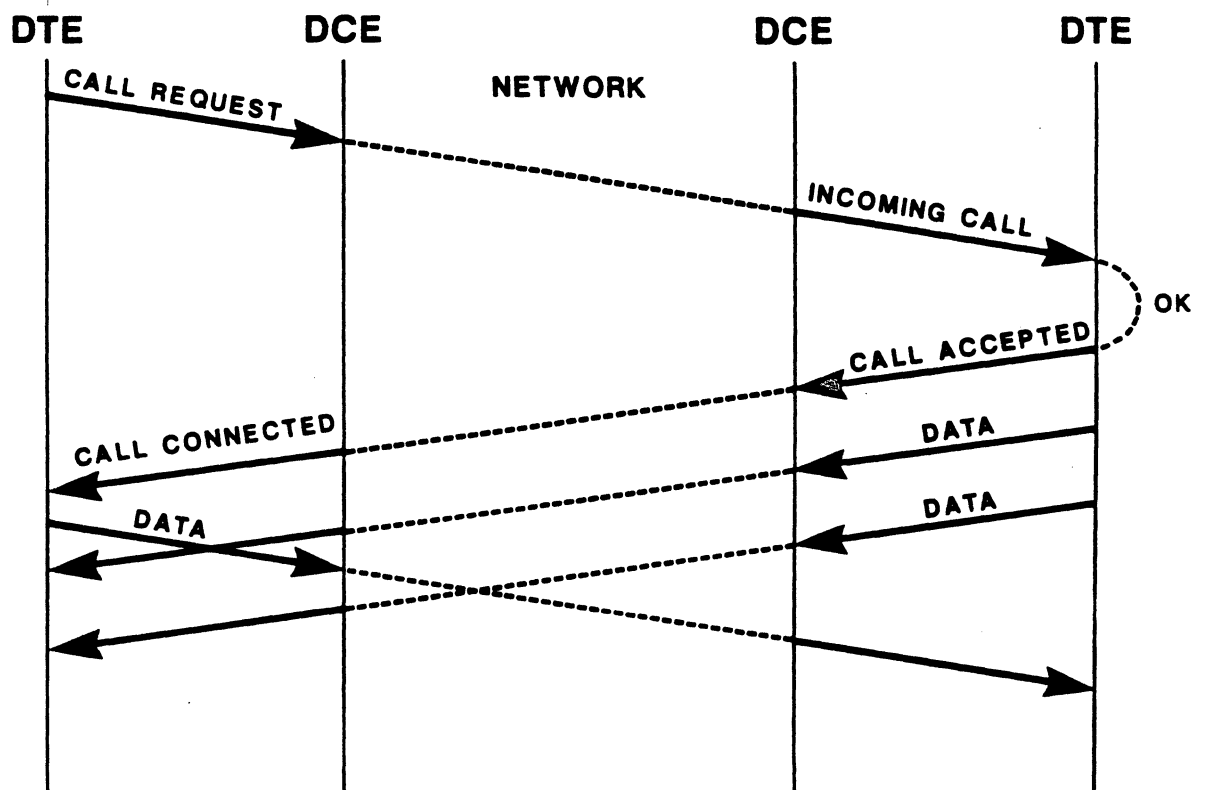 DTE DCE DCE DTE
NETWORK
CALL REQUEST
INCOMING CALL
OK
CALL ACCEPTED
CALL CONNECTED
DATA
DATA
DATA